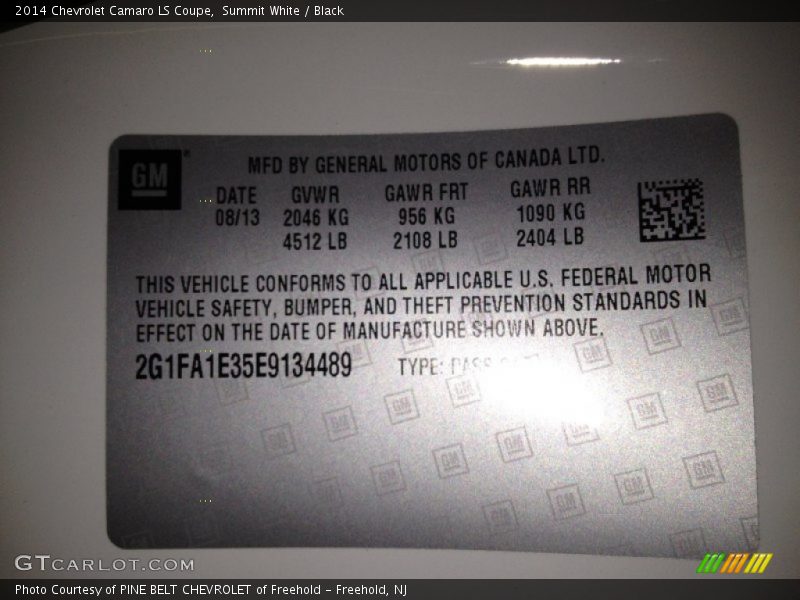 2014 Chevrolet Camaro LS Coupe,  Summit White / Black
GM
MFD BY GENERAL MOTORS OF CANADA LTD.
DATE GVWR GAWR FRT GAWR RR
08/13 2046 KG 956 KG 1090 KG
4512 LB 2108 LB 2404 LB
THIS VEHICLE CONFORMS TO ALL APPLICABLE U.S. FEDERAL MOTOR
VEHICLE SAFETY, BUMPER, AND THEFT PREVENTION STANDARDS IN
EFFECT ON THE DATE OF MANUFACTURE SHOWN ABOVE.
2G1FA1E35E9134489 TYPE: PASS
GTCARLOT.COM
Photo Courtesy of PINE BELT CHEVROLET of Freehold - Freehold, NJ